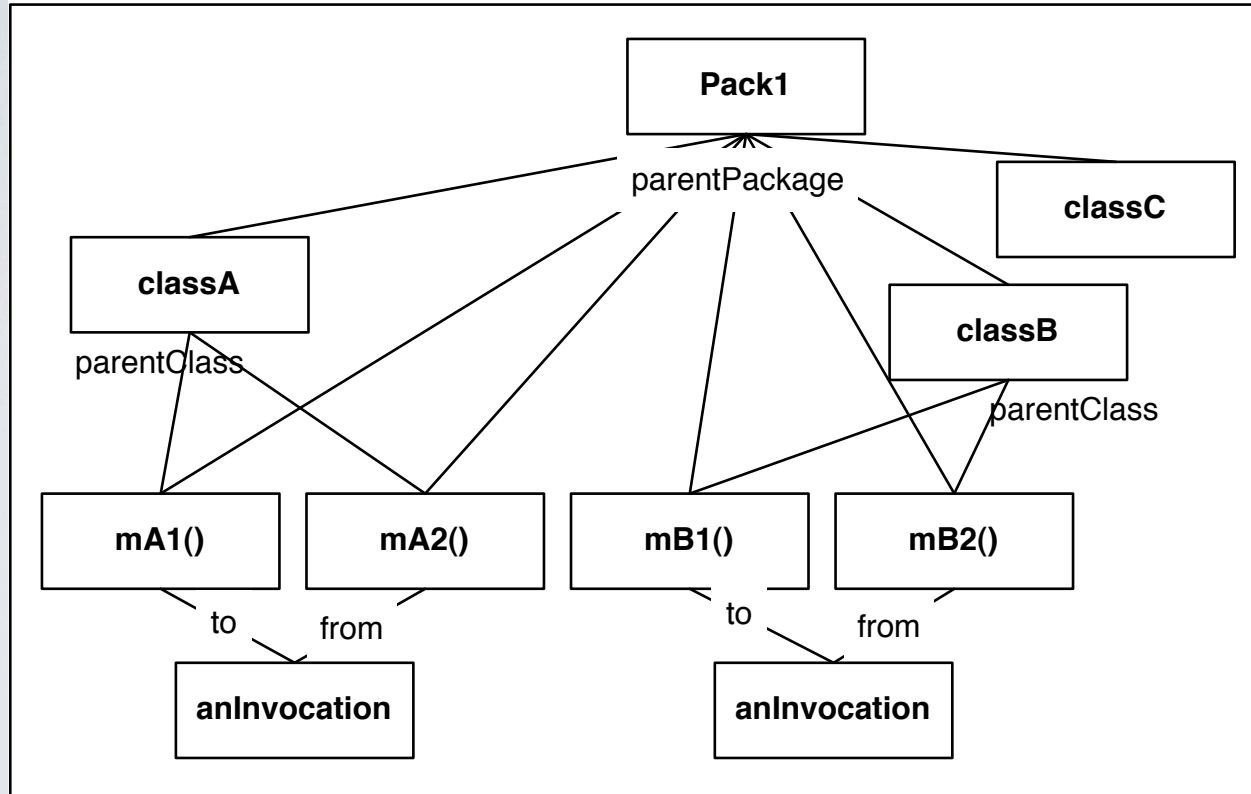 Pack1
parentPackage
classC
classA
classB
parentClass
parentClass
mA1()
mA2()
mB1()
mB2()
to
from
to
from
anInvocation
anInvocation